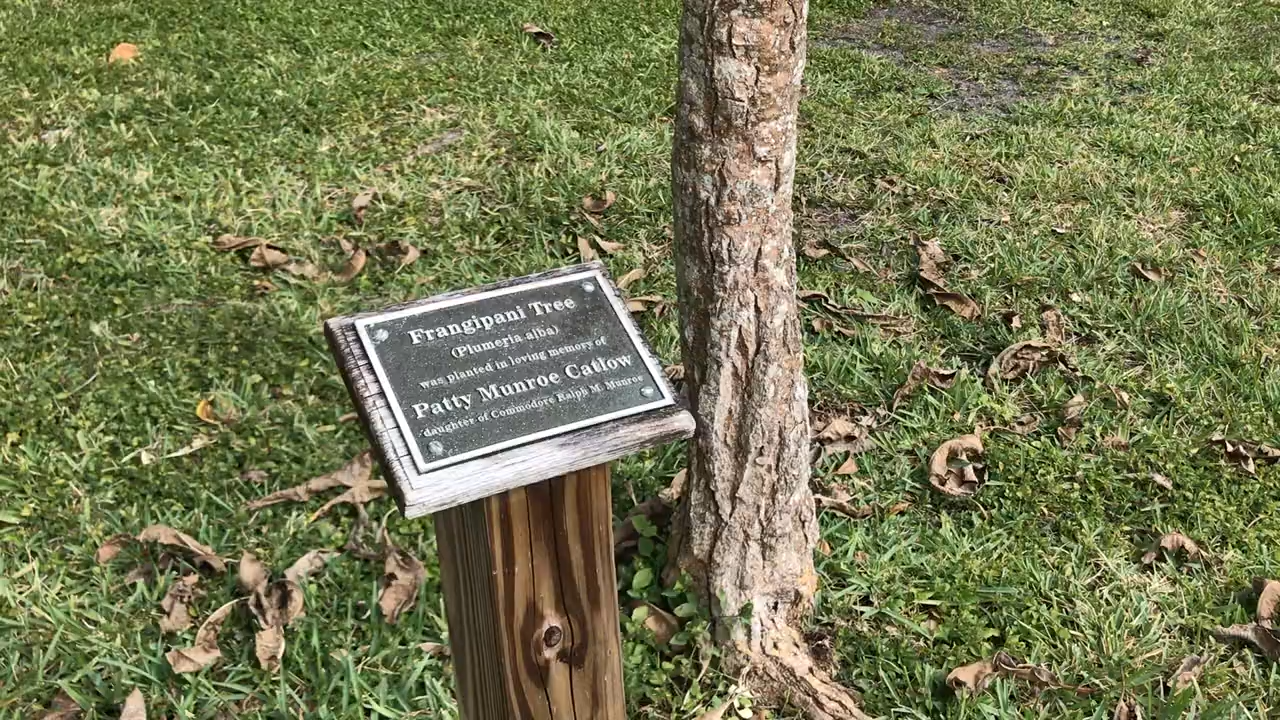 Frangipani Tree
(Plumeria alba)
was planted in loving memory of
Patty Munroe Catlow
daughter of Commodore Ralph M. Munroe